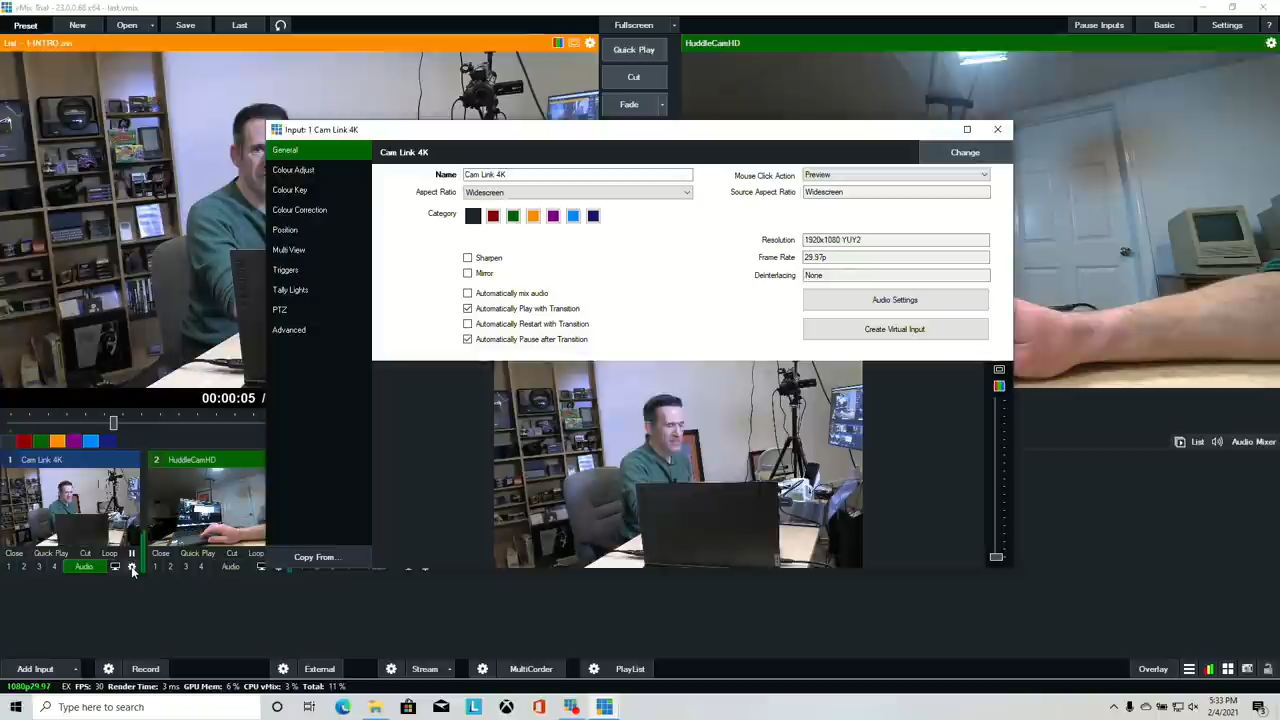 vMix Trial - 23.0.0.68 x64 - last.vmix
Preset New Open Save Last Fullscreen Pause Inputs Basic Settings ?
List - 1-INTRO
HuddleCamHD
Quick Play
Cut
Fade
Input: 1 Cam Link 4K
General
Colour Adjust
Colour Key
Colour Correction
Position
Multi View
Triggers
Tally Lights
PTZ
Advanced
Copy From...
Cam Link 4K
Change
Name Cam Link 4K
Aspect Ratio Widescreen
Category
Sharpen
Mirror
Automatically mix audio
Automatically Play with Transition
Automatically Restart with Transition
Automatically Pause after Transition
Mouse Click Action Preview
Source Aspect Ratio Widescreen
Resolution 1920x1080 YUY2
Frame Rate 29.97p
Deinterlacing None
Audio Settings
Create Virtual Input
00:00:05 /
List Audio Mixer
1 Cam Link 4K
Close Quick Play Cut Loop
1 2 3 4 Audio
2 HuddleCamHD
Close Quick Play Cut Loop
1 2 3 4 Audio
Add Input Record External Stream MultiCorder PlayList Overlay
1080p29.97 EX FPS: 30 Render Time: 3 ms GPU Mem: 6 % CPU vMix: 3 % Total: 11 %
Type here to search
5:33 PM
2/4/2021